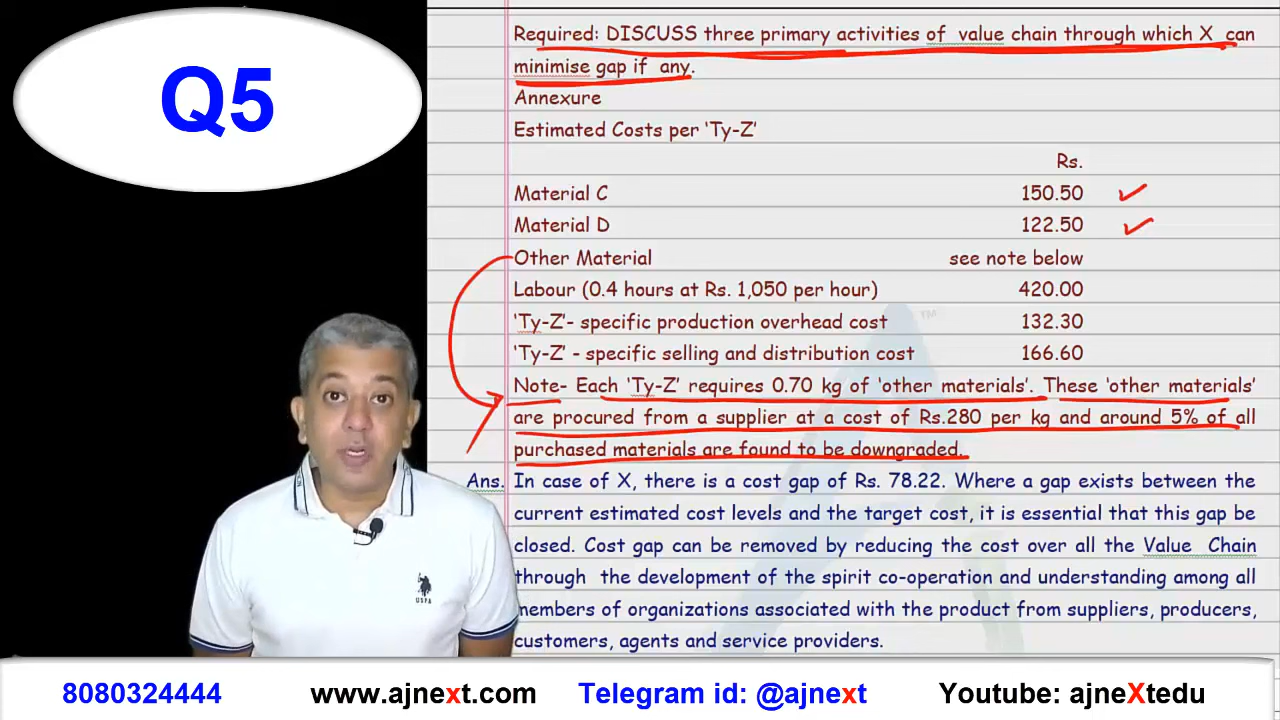 Q5
Required: DISCUSS three primary activities of value chain through which X can
minimise gap if any.
Annexure
Estimated Costs per ‘Ty-Z’
Rs.
Material C 150.50
Material D 122.50
Other Material see note below
Labour (0.4 hours at Rs. 1,050 per hour) 420.00
‘Ty-Z’- specific production overhead cost 132.30
‘Ty-Z’ - specific selling and distribution cost 166.60
Note- Each ‘Ty-Z’ requires 0.70 kg of ‘other materials’. These ‘other materials’
are procured from a supplier at a cost of Rs.280 per kg and around 5% of all
purchased materials are found to be downgraded.
Ans. In case of X, there is a cost gap of Rs. 78.22. Where a gap exists between the
current estimated cost levels and the target cost, it is essential that this gap be
closed. Cost gap can be removed by reducing the cost over all the Value Chain
through the development of the spirit co-operation and understanding among all
members of organizations associated with the product from suppliers, producers,
customers, agents and service providers.
USPA
8080324444 www.ajnext.com Telegram id: @ajnext Youtube: ajneXtedu
TM